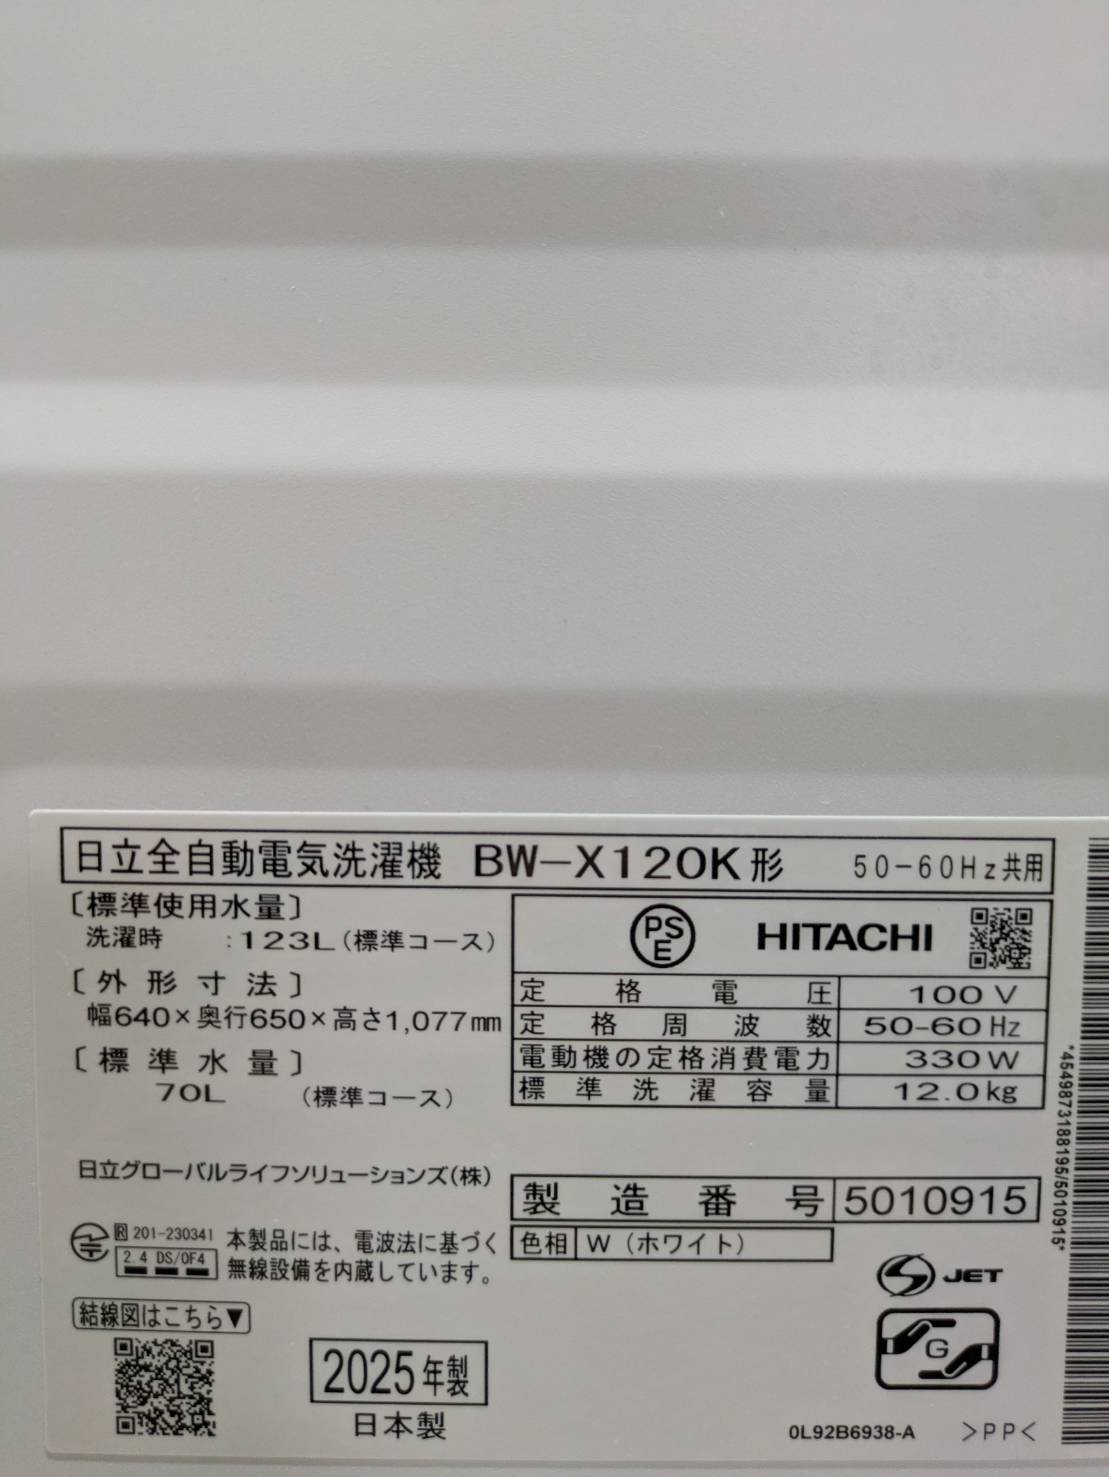 日立全自動電気洗濯機 BW-X120K形 50-60Hz共用
〔標準使用水量〕
洗濯時 :123L(標準コース)
〔外形寸法〕
幅640×奥行650×高さ1,077mm
〔標準水量〕
70L (標準コース)
PSE HITACHI
定格電圧 100V
定格周波数 50-60Hz
電動機の定格消費電力 330W
標準洗濯容量 12.0kg
日立グローバルライフソリューションズ(株)
製造番号 5010915
色相 W(ホワイト)
R 201-230341
2.4 DS/OF4
本製品には、電波法に基づく
無線設備を内蔵しています。
JET
G
結線図はこちら▼
2025年製
日本製
0L92B6938-A >PP<
*4549873188195/5010915*